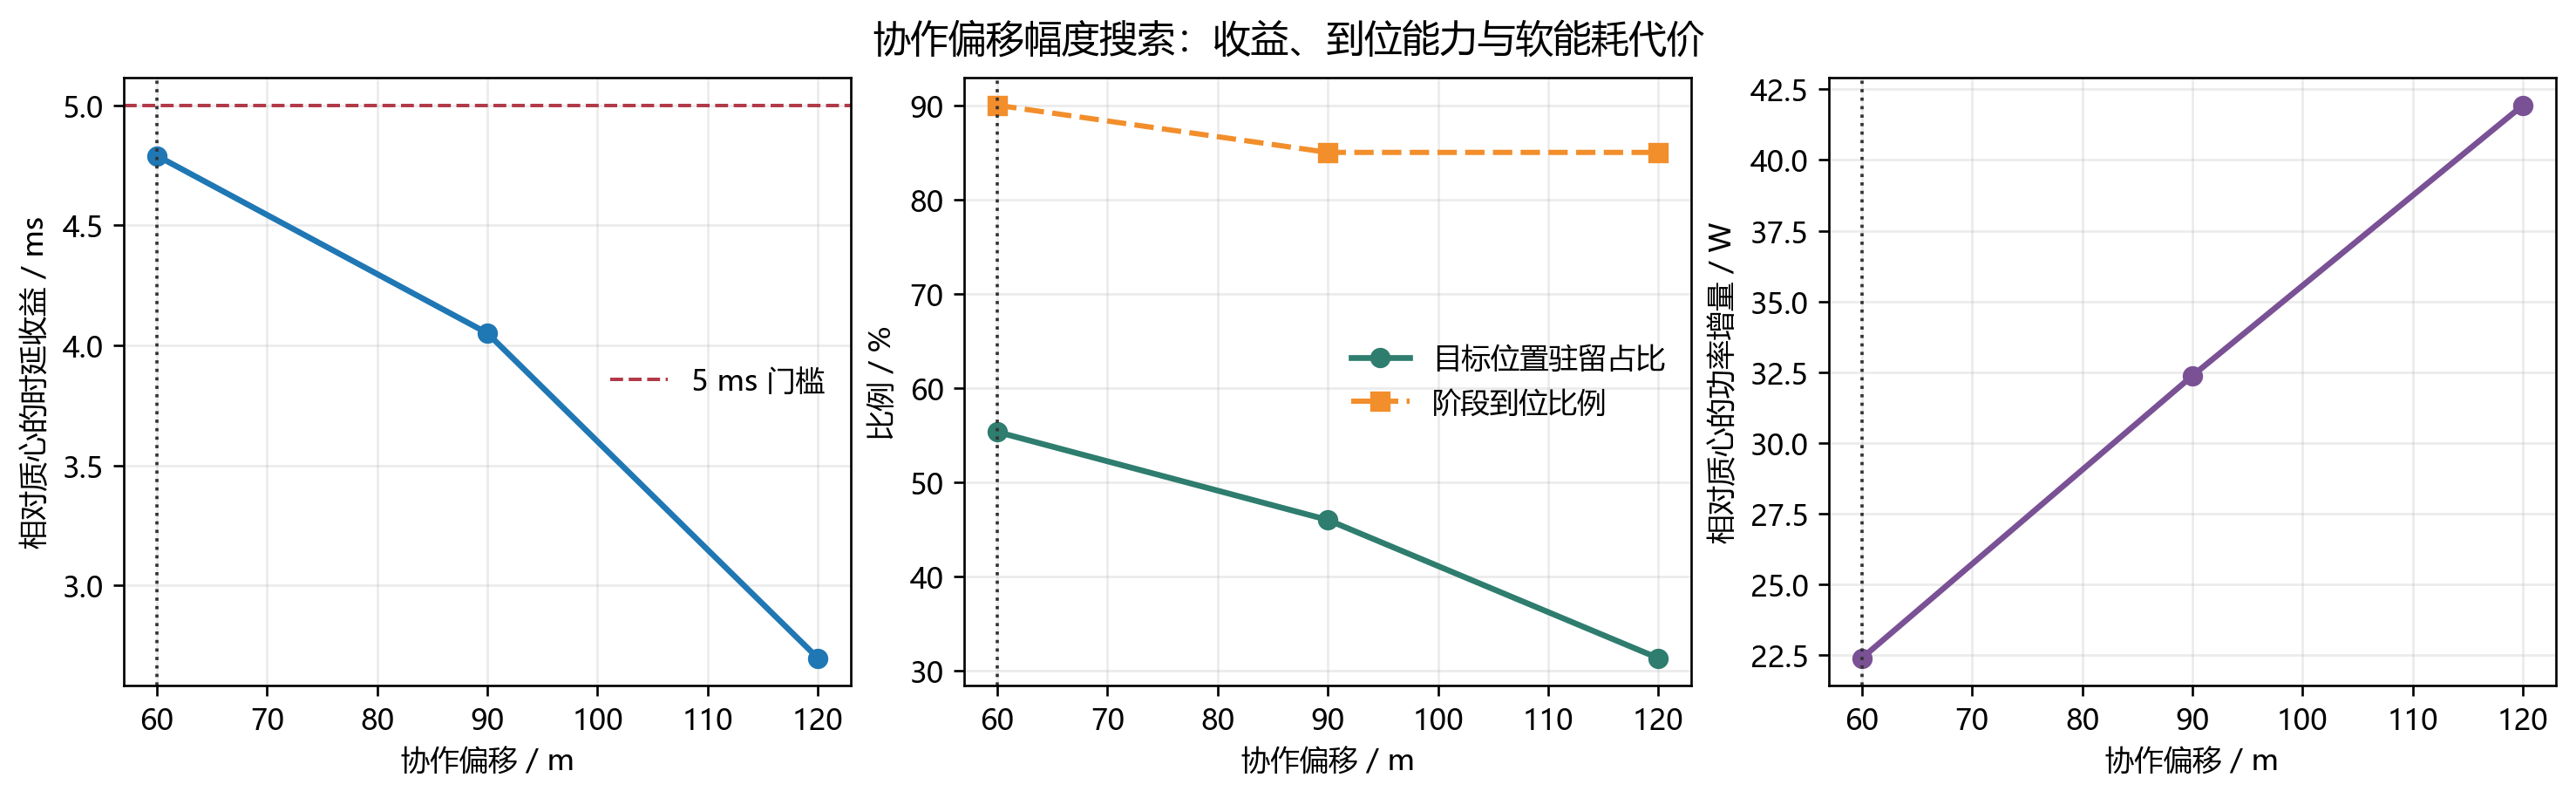 协作偏移幅度搜索：收益、到位能力与软能耗代价
相对质心的时延收益 / ms
5.0
4.5
4.0
3.5
3.0
5 ms 门槛
60 70 80 90 100 110 120
协作偏移 / m
比例 / %
90
80
70
60
50
40
30
目标位置驻留占比
阶段到位比例
60 70 80 90 100 110 120
协作偏移 / m
相对质心的功率增量 / W
42.5
40.0
37.5
35.0
32.5
30.0
27.5
25.0
22.5
60 70 80 90 100 110 120
协作偏移 / m